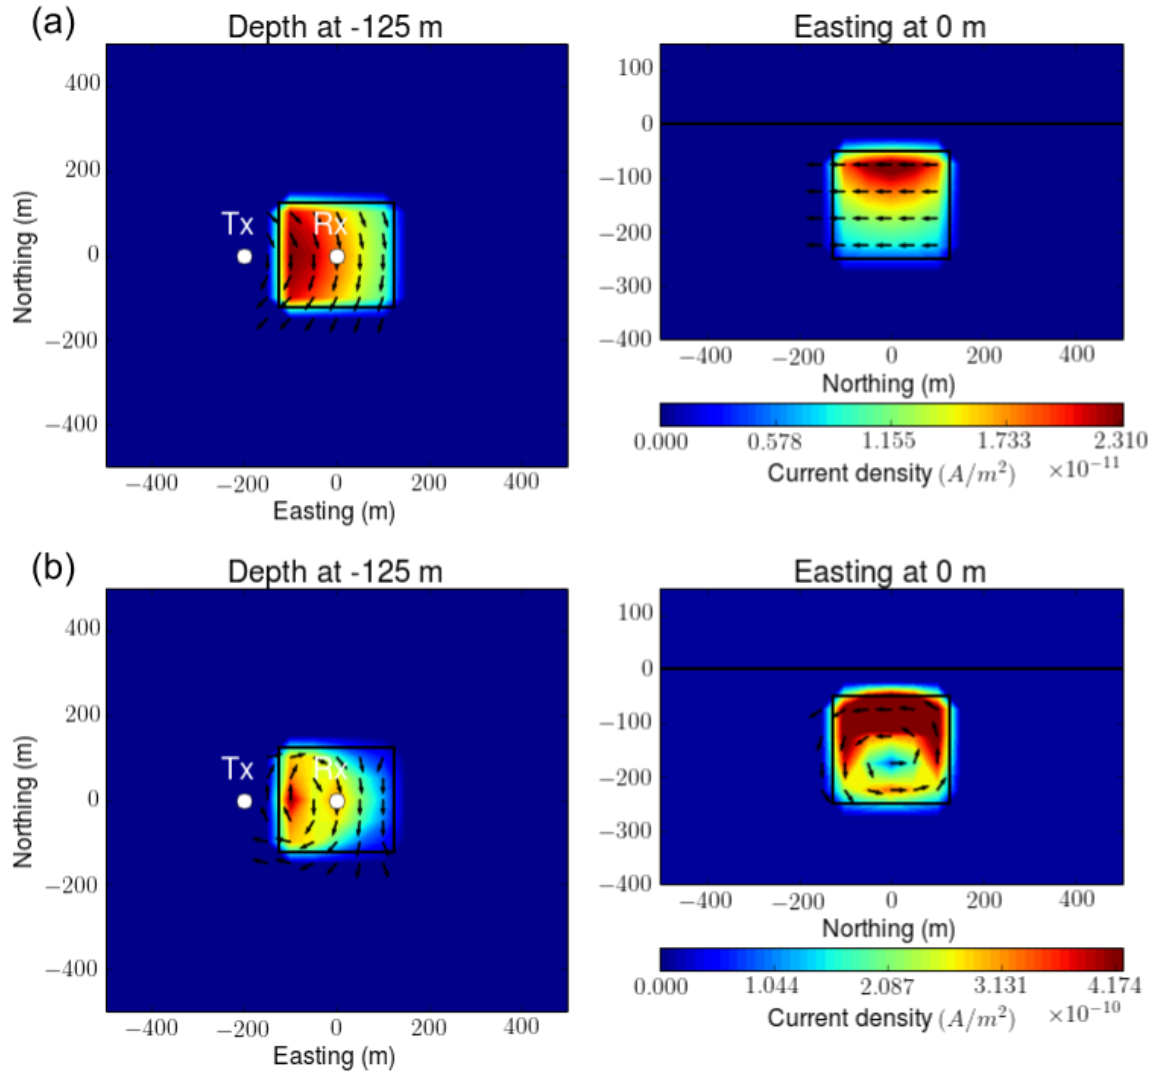 (a)
Depth at -125 m
Easting at 0 m
400
200
0
−200
−400
Northing (m)
Tx
Rx
−400 −200 0 200 400
Easting (m)
100
0
−100
−200
−300
−400
−400 −200 0 200 400
Northing (m)
0.000 0.578 1.155 1.733 2.310
Current density (A/m²) ×10⁻¹¹
(b)
Depth at -125 m
Easting at 0 m
400
200
0
−200
−400
Northing (m)
Tx
Rx
−400 −200 0 200 400
Easting (m)
100
0
−100
−200
−300
−400
−400 −200 0 200 400
Northing (m)
0.000 1.044 2.087 3.131 4.174
Current density (A/m²) ×10⁻¹⁰